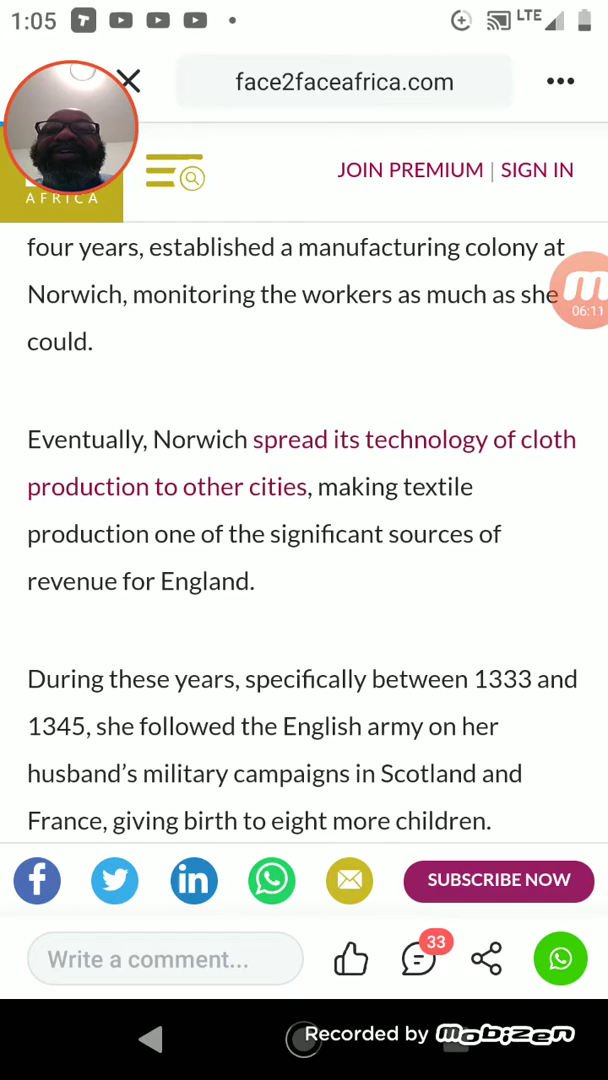 1:05
LTE
face2faceafrica.com
AFRICA
JOIN PREMIUM | SIGN IN
four years, established a manufacturing colony at
Norwich, monitoring the workers as much as she
could.
06:11
Eventually, Norwich spread its technology of cloth
production to other cities, making textile
production one of the significant sources of
revenue for England.
During these years, specifically between 1333 and
1345, she followed the English army on her
husband’s military campaigns in Scotland and
France, giving birth to eight more children.
SUBSCRIBE NOW
Write a comment...
33
Recorded by mobizen